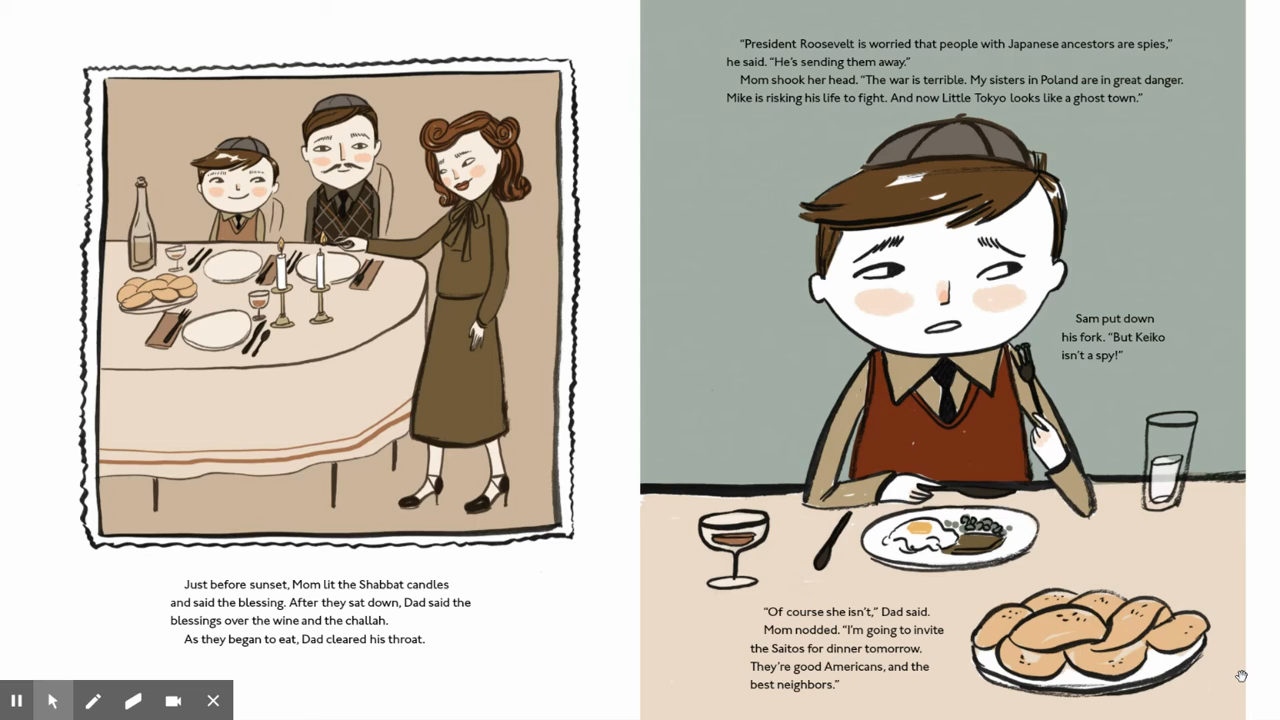 Just before sunset, Mom lit the Shabbat candles
and said the blessing. After they sat down, Dad said the
blessings over the wine and the challah.
As they began to eat, Dad cleared his throat.
“President Roosevelt is worried that people with Japanese ancestors are spies,”
he said. “He’s sending them away.”
Mom shook her head. “The war is terrible. My sisters in Poland are in great danger.
Mike is risking his life to fight. And now Little Tokyo looks like a ghost town.”
Sam put down
his fork. “But Keiko
isn’t a spy!”
“Of course she isn’t,” Dad said.
Mom nodded. “I’m going to invite
the Saitos for dinner tomorrow.
They’re good Americans, and the
best neighbors.”